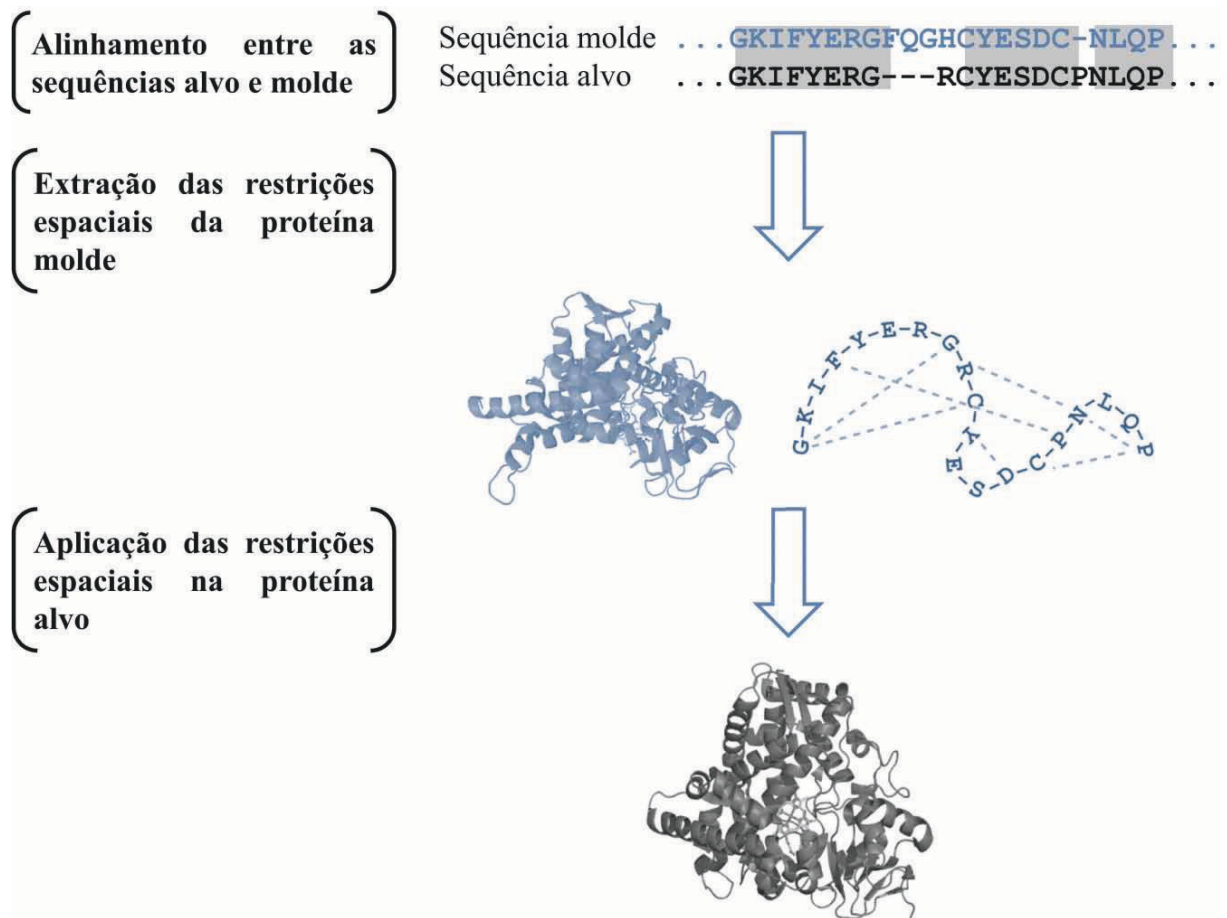 Alinhamento entre as
sequências alvo e molde
Sequência molde ...GKIFYERGFQGHCYESDC-NLQP...
Sequência alvo ...GKIFYERG---RCYESDCPNLQP...
Extração das restrições
espaciais da proteína
molde
G-K-I-F-Y-E-R-G-R-C-Y-E-S-D-C-P-N-L-Q-P
Aplicação das restrições
espaciais na proteína
alvo